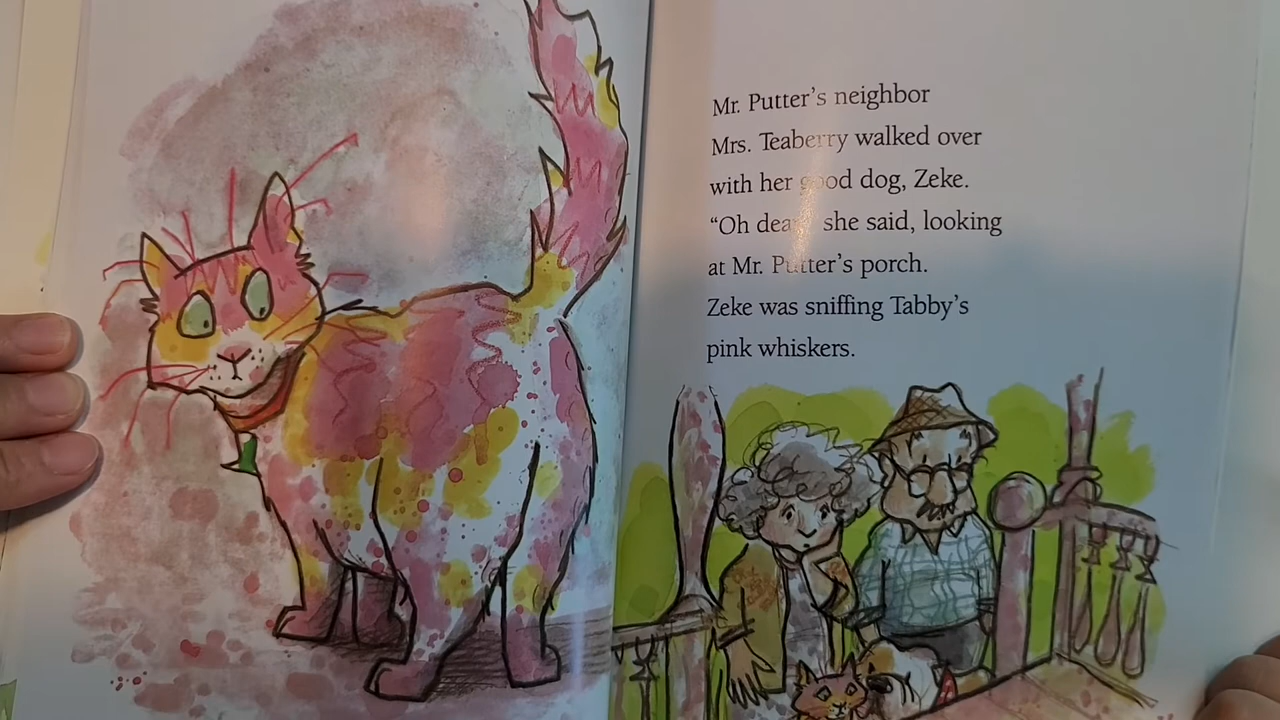 Mr. Putter's neighbor
Mrs. Teaberry walked over
with her good dog, Zeke.
“Oh dear,” she said, looking
at Mr. Putter's porch.
Zeke was sniffing Tabby's
pink whiskers.